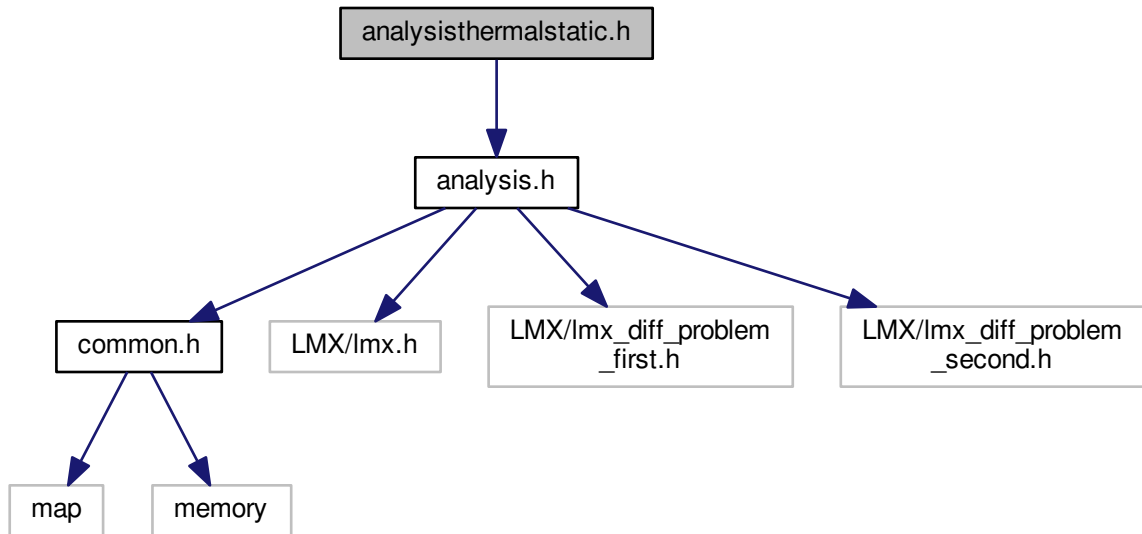 analysisthermalstatic.h
analysis.h
common.h
LMX/lmx.h
LMX/lmx_diff_problem
_first.h
LMX/lmx_diff_problem
_second.h
map
memory